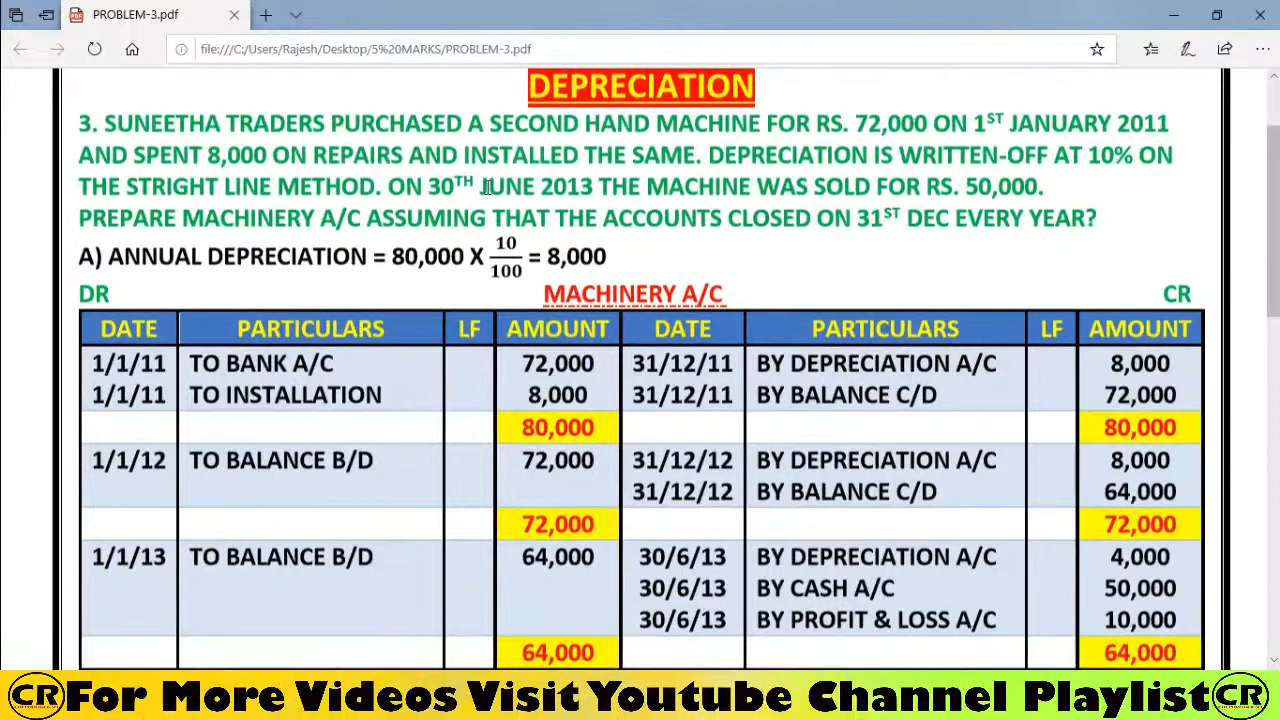 PROBLEM-3.pdf
file:///C:/Users/Rajesh/Desktop/5%20MARKS/PROBLEM-3.pdf
DEPRECIATION
3. SUNEETHA TRADERS PURCHASED A SECOND HAND MACHINE FOR RS. 72,000 ON 1ST JANUARY 2011
AND SPENT 8,000 ON REPAIRS AND INSTALLED THE SAME. DEPRECIATION IS WRITTEN-OFF AT 10% ON
THE STRIGHT LINE METHOD. ON 30TH JUNE 2013 THE MACHINE WAS SOLD FOR RS. 50,000.
PREPARE MACHINERY A/C ASSUMING THAT THE ACCOUNTS CLOSED ON 31ST DEC EVERY YEAR?
A) ANNUAL DEPRECIATION = 80,000 X 10/100 = 8,000
DR MACHINERY A/C CR
DATE PARTICULARS LF AMOUNT DATE PARTICULARS LF AMOUNT
1/1/11 TO BANK A/C 72,000 31/12/11 BY DEPRECIATION A/C 8,000
1/1/11 TO INSTALLATION 8,000 31/12/11 BY BALANCE C/D 72,000
80,000 80,000
1/1/12 TO BALANCE B/D 72,000 31/12/12 BY DEPRECIATION A/C 8,000
31/12/12 BY BALANCE C/D 64,000
72,000 72,000
1/1/13 TO BALANCE B/D 64,000 30/6/13 BY DEPRECIATION A/C 4,000
30/6/13 BY CASH A/C 50,000
30/6/13 BY PROFIT & LOSS A/C 10,000
64,000 64,000
CR For More Videos Visit Youtube Channel Playlist CR